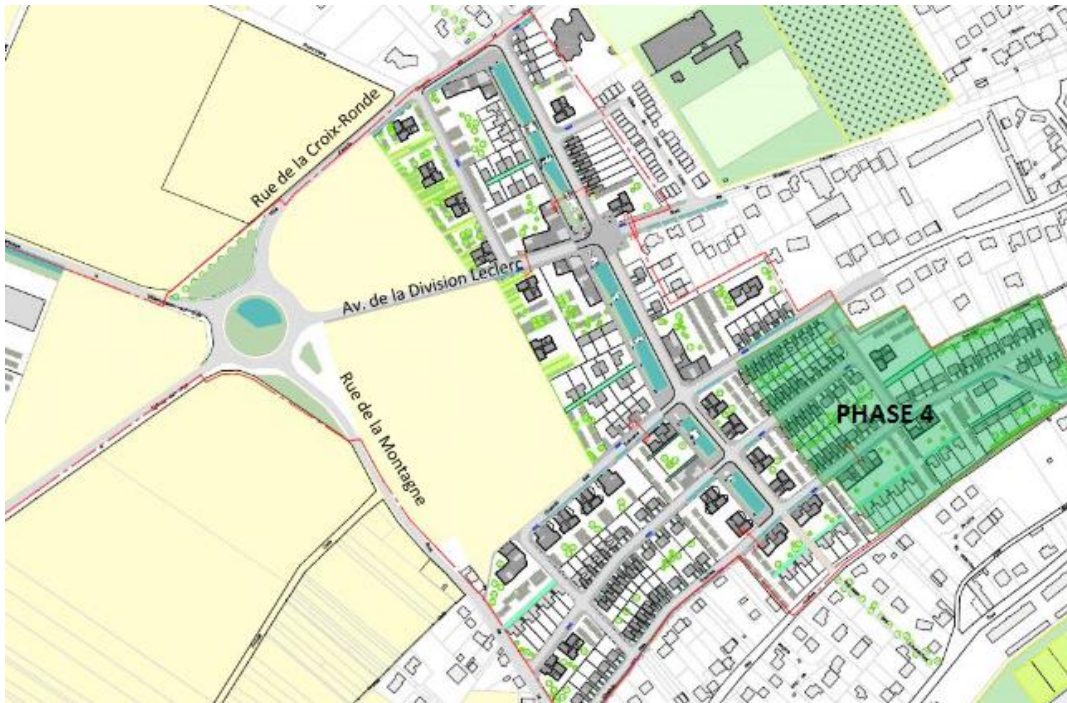 Rue de la Croix-Ronde
Av. de la Division Leclerc
Rue de la Montagne
PHASE 4